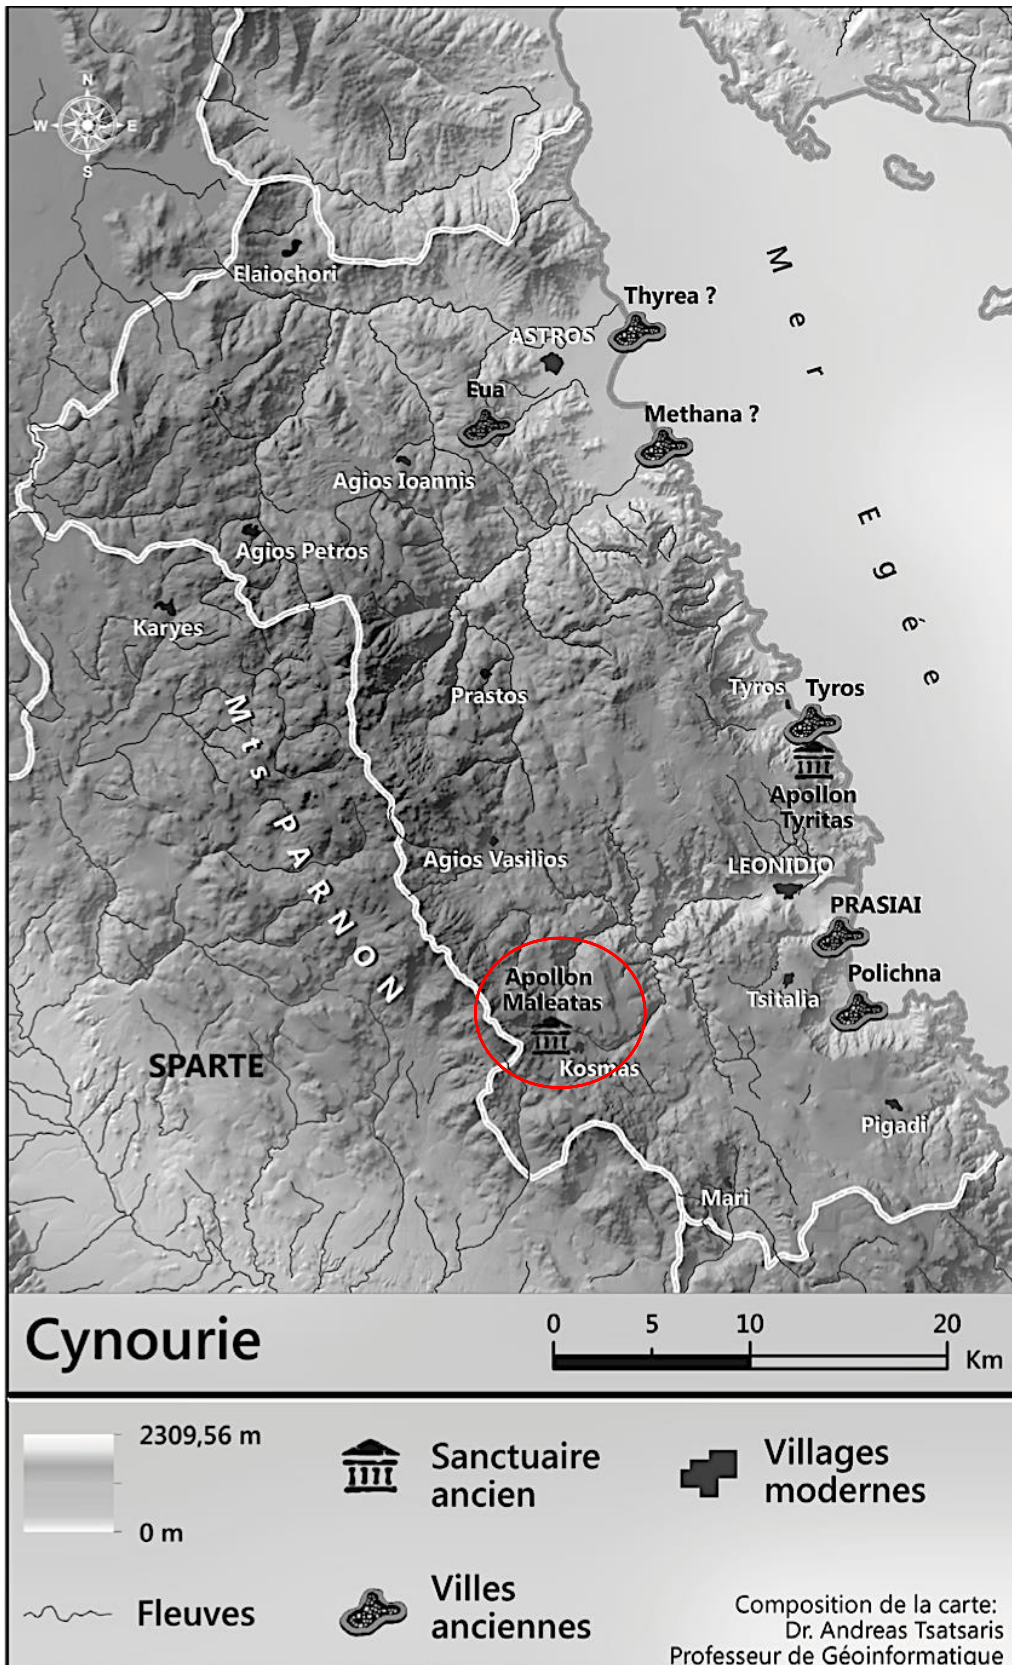 N
W
E
S
Elaiochori
Thyrea ?
ASTROS
Eua
Methana ?
Agios Ioannis
Agios Petros
Karyes
Mer Egée
Prastos
Tyros
Tyros
Mts PARNON
Apollon
Tyritas
Agios Vasilios
LEONIDIO
PRASIAI
Apollon
Maleatas
Polichna
Tsitalia
SPARTE
Kosmas
Pigadi
Mari
Cynourie
0 5 10 20
Km
2309,56 m
0 m
Sanctuaire
ancien
Villages
modernes
Fleuves
Villes
anciennes
Composition de la carte:
Dr. Andreas Tsatsaris
Professeur de Géoinformatique